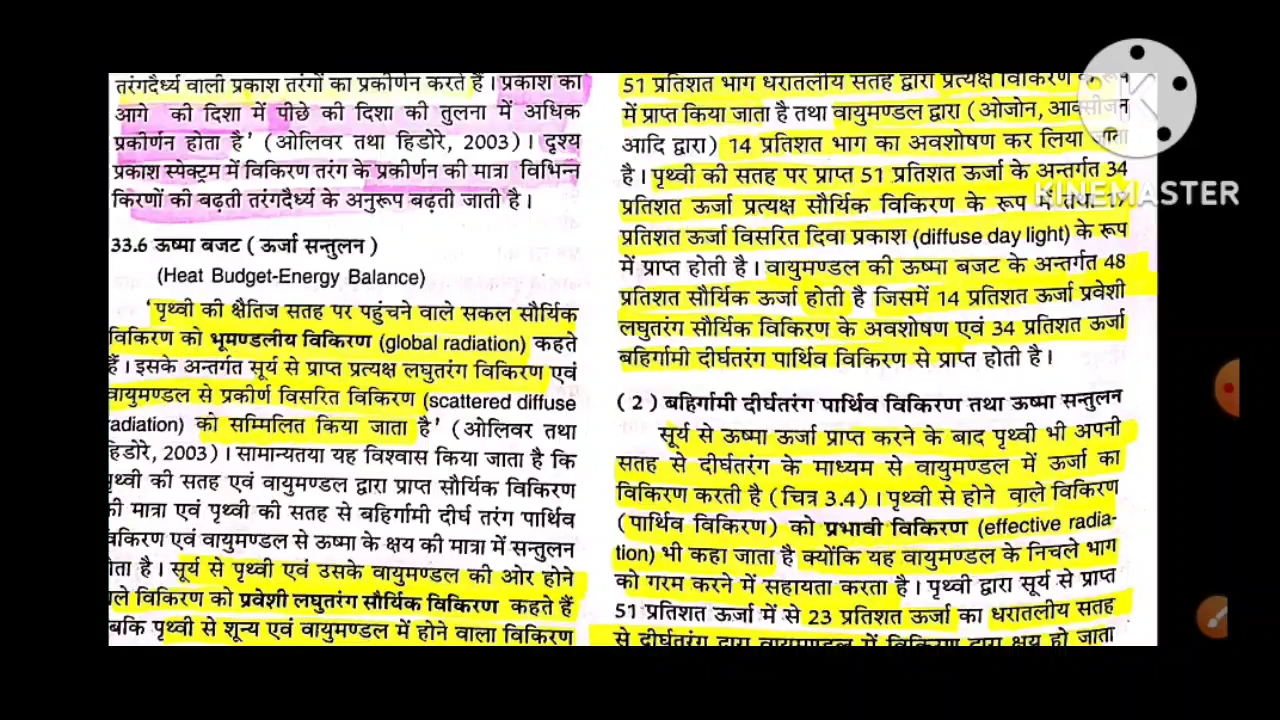 तरंगदैर्ध्य वाली प्रकाश तरंगों का प्रकीर्णन करते हैं। प्रकाश का
आगे की दिशा में पीछे की दिशा की तुलना में अधिक
प्रकीर्णन होता है' (ओलिवर तथा हिडोरे, 2003)। दृश्य
प्रकाश स्पेक्ट्रम में विकिरण तरंग के प्रकीर्णन की मात्रा विभिन्न
किरणों की बढ़ती तरंगदैर्ध्य के अनुरूप बढ़ती जाती है।
33.6 ऊष्मा बजट ( ऊर्जा सन्तुलन )
(Heat Budget-Energy Balance)
'पृथ्वी की क्षैतिज सतह पर पहुंचने वाले सकल सौर्यिक
विकिरण को भूमण्डलीय विकिरण (global radiation) कहते
हैं। इसके अन्तर्गत सूर्य से प्राप्त प्रत्यक्ष लघुतरंग विकिरण एवं
वायुमण्डल से प्रकीर्ण विसरित विकिरण (scattered diffuse
radiation) को सम्मिलित किया जाता है' (ओलिवर तथा
हिडोरे, 2003)। सामान्यतया यह विश्वास किया जाता है कि
पृथ्वी की सतह एवं वायुमण्डल द्वारा प्राप्त सौर्यिक विकिरण
की मात्रा एवं पृथ्वी की सतह से बहिर्गामी दीर्घ तरंग पार्थिव
विकिरण एवं वायुमण्डल से ऊष्मा के क्षय की मात्रा में सन्तुलन
होता है। सूर्य से पृथ्वी एवं उसके वायुमण्डल की ओर होने
वाले विकिरण को प्रवेशी लघुतरंग सौर्यिक विकिरण कहते हैं
जबकि पृथ्वी से शून्य एवं वायुमण्डल में होने वाला विकिरण
51 प्रतिशत भाग धरातलीय सतह द्वारा प्रत्यक्ष विकिरण के रूप
में प्राप्त किया जाता है तथा वायुमण्डल द्वारा (ओजोन, आक्सीजन
आदि द्वारा) 14 प्रतिशत भाग का अवशोषण कर लिया जाता
है। पृथ्वी की सतह पर प्राप्त 51 प्रतिशत ऊर्जा के अन्तर्गत 34
प्रतिशत ऊर्जा प्रत्यक्ष सौर्यिक विकिरण के रूप में तथा
प्रतिशत ऊर्जा विसरित दिवा प्रकाश (diffuse day light) के रूप
में प्राप्त होती है। वायुमण्डल की ऊष्मा बजट के अन्तर्गत 48
प्रतिशत सौर्यिक ऊर्जा होती है जिसमें 14 प्रतिशत ऊर्जा प्रवेशी
लघुतरंग सौर्यिक विकिरण के अवशोषण एवं 34 प्रतिशत ऊर्जा
बहिर्गामी दीर्घतरंग पार्थिव विकिरण से प्राप्त होती है।
( 2 ) बहिर्गामी दीर्घतरंग पार्थिव विकिरण तथा ऊष्मा सन्तुलन
सूर्य से ऊष्मा ऊर्जा प्राप्त करने के बाद पृथ्वी भी अपनी
सतह से दीर्घतरंग के माध्यम से वायुमण्डल में ऊर्जा का
विकिरण करती है (चित्र 3.4)। पृथ्वी से होने वाले विकिरण
(पार्थिव विकिरण) को प्रभावी विकिरण (effective radia-
tion) भी कहा जाता है क्योंकि यह वायुमण्डल के निचले भाग
को गरम करने में सहायता करता है। पृथ्वी द्वारा सूर्य से प्राप्त
51 प्रतिशत ऊर्जा में से 23 प्रतिशत ऊर्जा का धरातलीय सतह
से दीर्घतरंग द्वारा वायुमण्डल में विकिरण द्वारा क्षय हो जाता
KINEMASTER